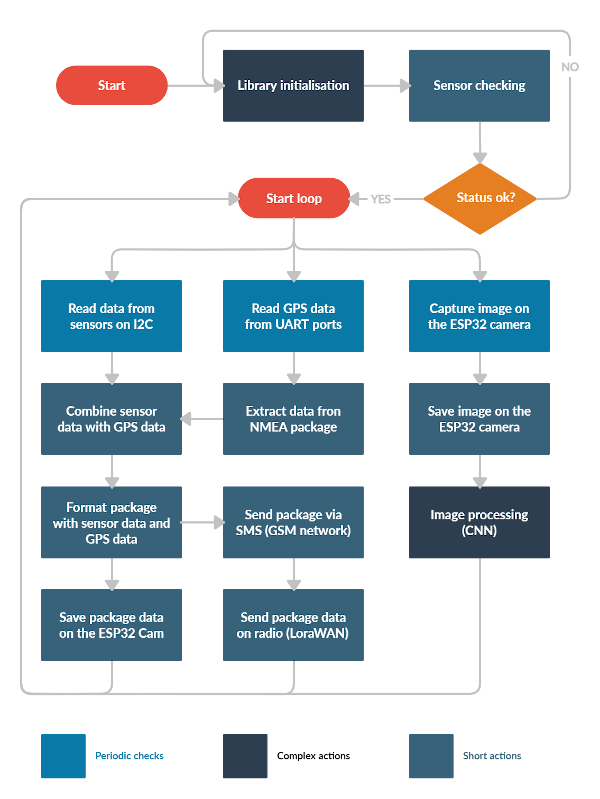 Start
Library initialisation
Sensor checking
NO
Status ok?
YES
Start loop
Read data from
sensors on I2C
Read GPS data
from UART ports
Capture image on
the ESP32 camera
Combine sensor
data with GPS data
Extract data fron
NMEA package
Save image on the
ESP32 camera
Format package
with sensor data and
GPS data
Send package via
SMS (GSM network)
Image processing
(CNN)
Save package data
on the ESP32 Cam
Send package data
on radio (LoraWAN)
Periodic checks
Complex actions
Short actions